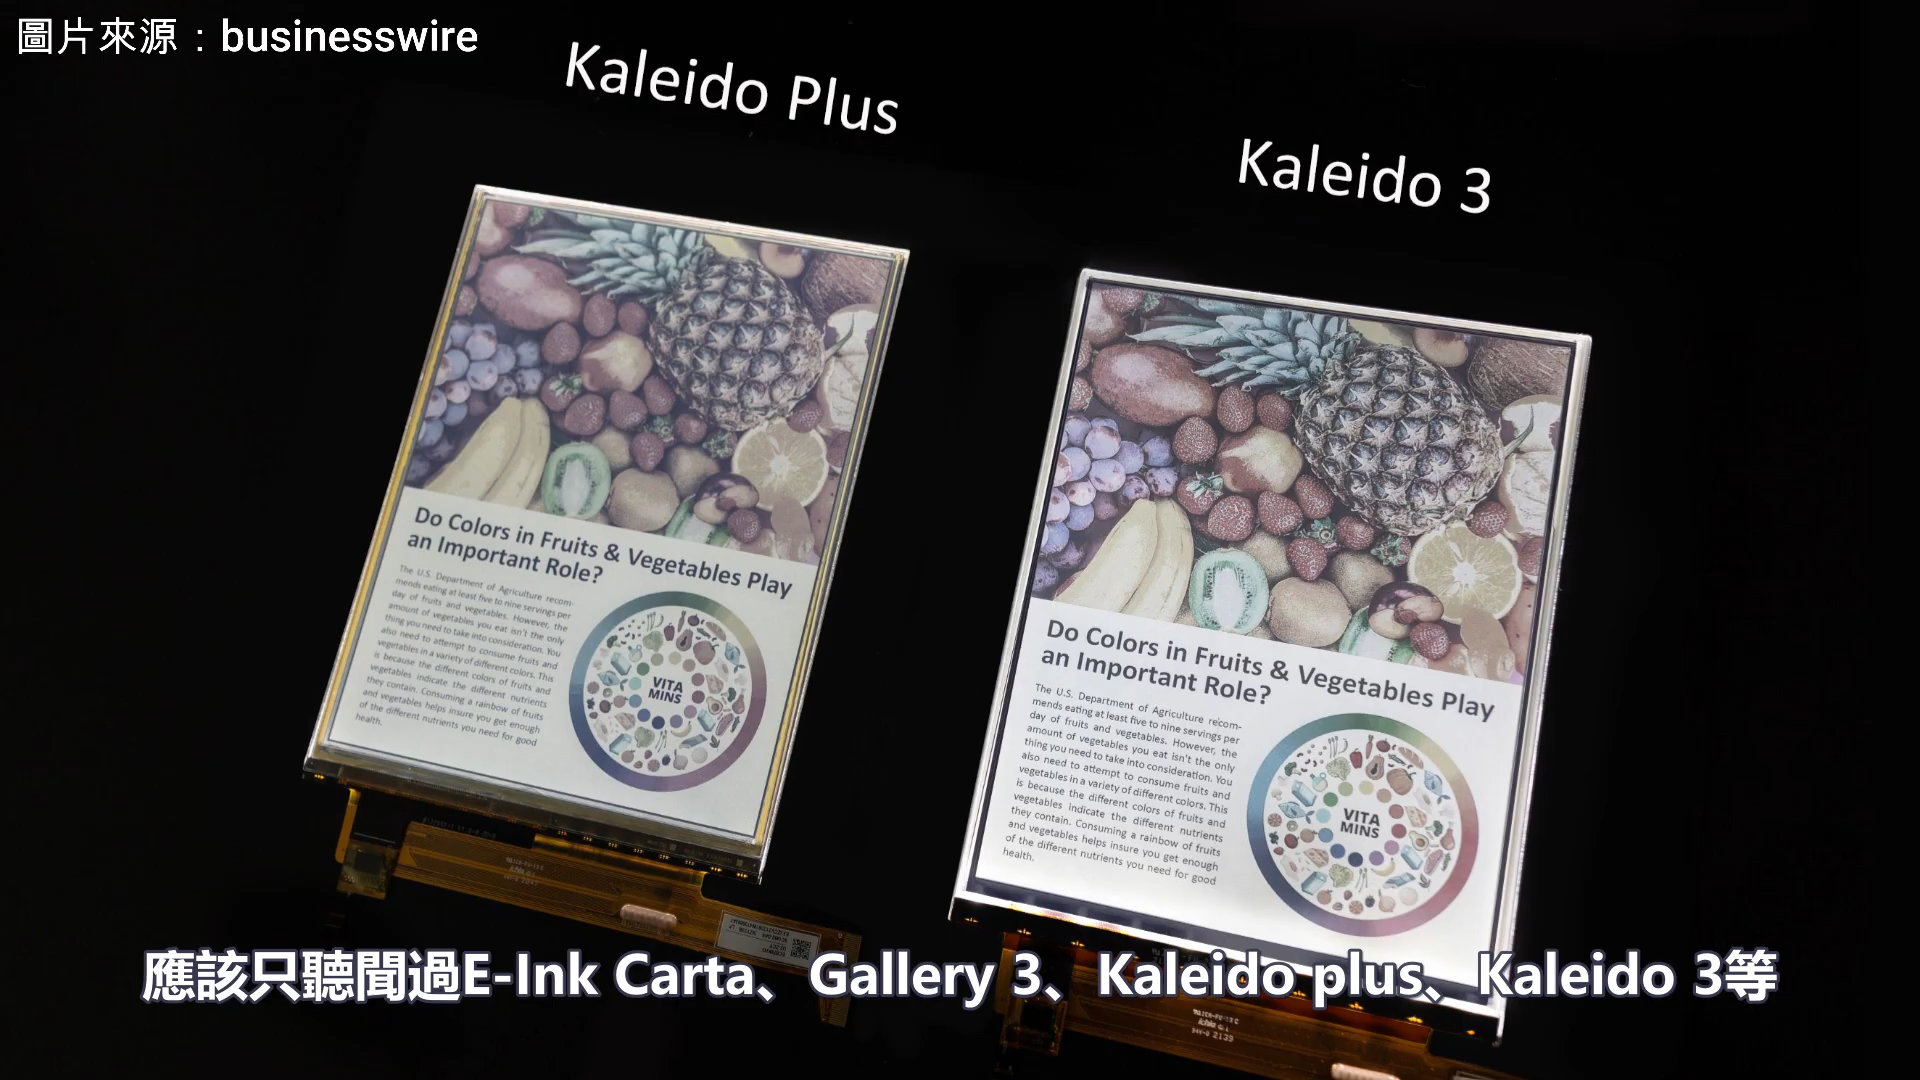 圖片來源：businesswire
Kaleido Plus
Kaleido 3
Do Colors in Fruits & Vegetables Play
an Important Role?
The U.S. Department of Agriculture recom-
mends eating at least five to nine servings per
day of fruits and vegetables. However, the
amount of vegetables you eat isn't the only
thing you need to take into consideration. You
also need to attempt to consume fruits and
vegetables in a variety of different colors. This
is because the different colors of fruits and
vegetables indicate the different nutrients
they contain. Consuming a rainbow of fruits
and vegetables helps insure you get enough
of the different nutrients you need for good
health.
VITA
MINS
Do Colors in Fruits & Vegetables Play
an Important Role?
The U.S. Department of Agriculture recom-
mends eating at least five to nine servings per
day of fruits and vegetables. However, the
amount of vegetables you eat isn't the only
thing you need to take into consideration. You
also need to attempt to consume fruits and
vegetables in a variety of different colors. This
is because the different colors of fruits and
vegetables indicate the different nutrients
they contain. Consuming a rainbow of fruits
and vegetables helps insure you get enough
of the different nutrients you need for good
health.
VITA
MINS
應該只聽聞過E-Ink Carta、Gallery 3、Kaleido plus、Kaleido 3等